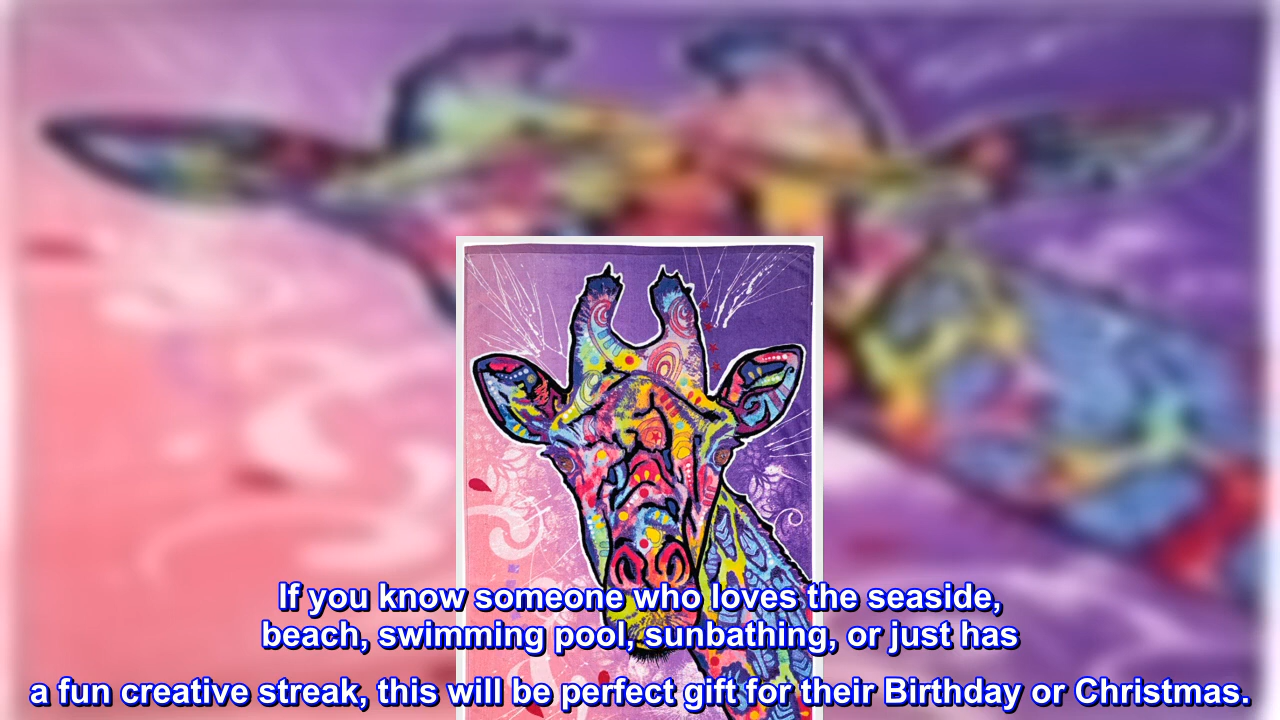 If you know someone who loves the seaside,
beach, swimming pool, sunbathing, or just has
a fun creative streak, this will be perfect gift for their Birthday or Christmas.